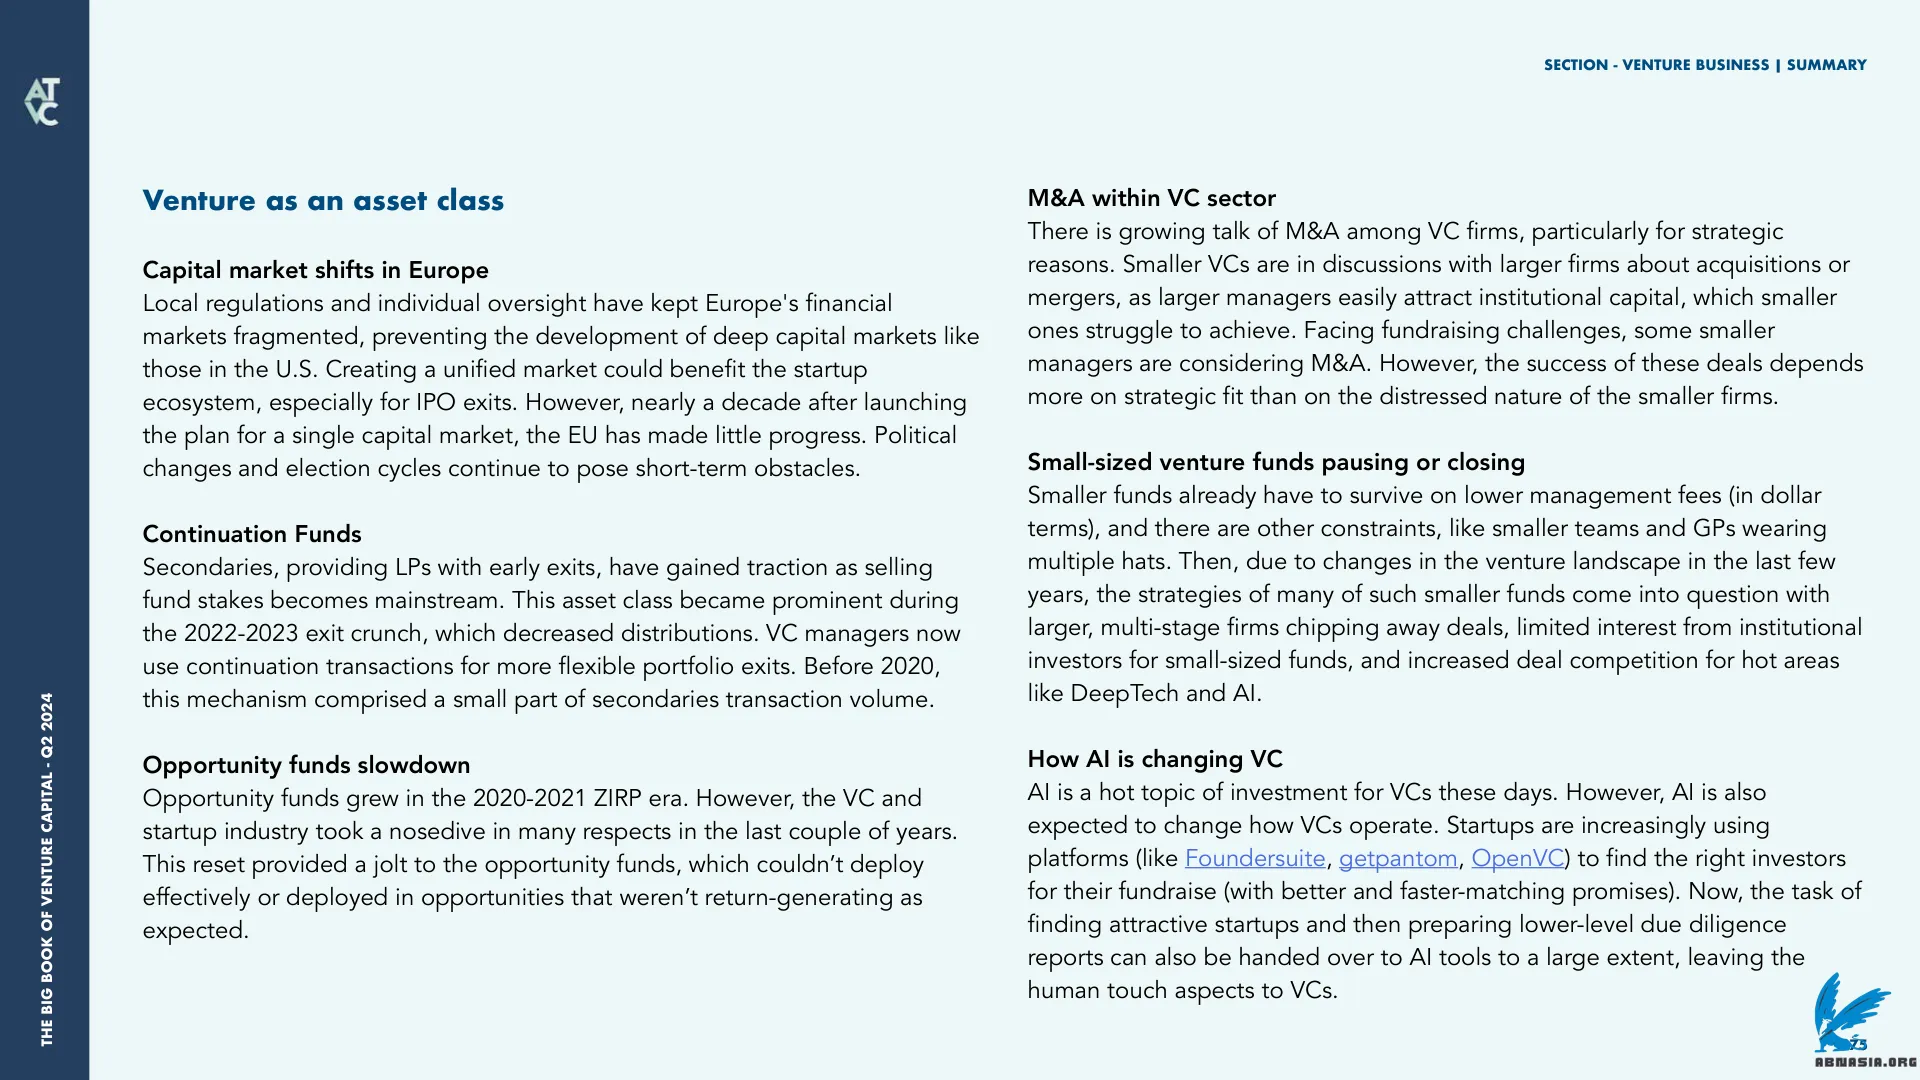 AT
VC
SECTION - VENTURE BUSINESS | SUMMARY
Venture as an asset class
Capital market shifts in Europe
Local regulations and individual oversight have kept Europe's financial
markets fragmented, preventing the development of deep capital markets like
those in the U.S. Creating a unified market could benefit the startup
ecosystem, especially for IPO exits. However, nearly a decade after launching
the plan for a single capital market, the EU has made little progress. Political
changes and election cycles continue to pose short-term obstacles.
Continuation Funds
Secondaries, providing LPs with early exits, have gained traction as selling
fund stakes becomes mainstream. This asset class became prominent during
the 2022-2023 exit crunch, which decreased distributions. VC managers now
use continuation transactions for more flexible portfolio exits. Before 2020,
this mechanism comprised a small part of secondaries transaction volume.
Opportunity funds slowdown
Opportunity funds grew in the 2020-2021 ZIRP era. However, the VC and
startup industry took a nosedive in many respects in the last couple of years.
This reset provided a jolt to the opportunity funds, which couldn’t deploy
effectively or deployed in opportunities that weren’t return-generating as
expected.
M&A within VC sector
There is growing talk of M&A among VC firms, particularly for strategic
reasons. Smaller VCs are in discussions with larger firms about acquisitions or
mergers, as larger managers easily attract institutional capital, which smaller
ones struggle to achieve. Facing fundraising challenges, some smaller
managers are considering M&A. However, the success of these deals depends
more on strategic fit than on the distressed nature of the smaller firms.
Small-sized venture funds pausing or closing
Smaller funds already have to survive on lower management fees (in dollar
terms), and there are other constraints, like smaller teams and GPs wearing
multiple hats. Then, due to changes in the venture landscape in the last few
years, the strategies of many of such smaller funds come into question with
larger, multi-stage firms chipping away deals, limited interest from institutional
investors for small-sized funds, and increased deal competition for hot areas
like DeepTech and AI.
How AI is changing VC
AI is a hot topic of investment for VCs these days. However, AI is also
expected to change how VCs operate. Startups are increasingly using
platforms (like Foundersuite, getpantom, OpenVC) to find the right investors
for their fundraise (with better and faster-matching promises). Now, the task of
finding attractive startups and then preparing lower-level due diligence
reports can also be handed over to AI tools to a large extent, leaving the
human touch aspects to VCs.
THE BIG BOOK OF VENTURE CAPITAL - Q2 2024
75
ABNASIA.ORG